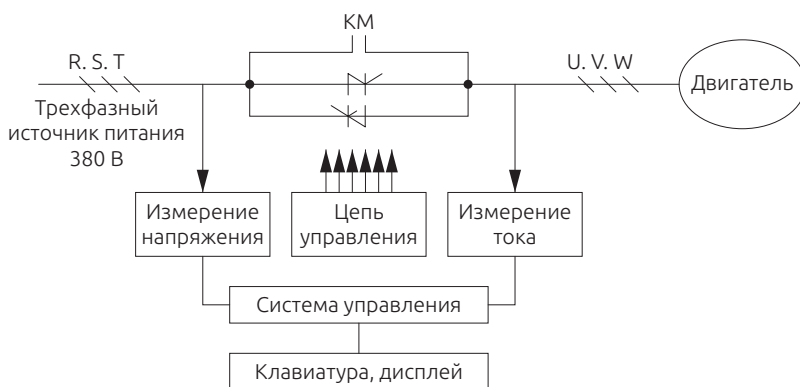 KM
R. S. T
U. V. W
Двигатель
Трехфазный
источник питания
380 В
Измерение
напряжения
Цепь
управления
Измерение
тока
Система управления
Клавиатура, дисплей